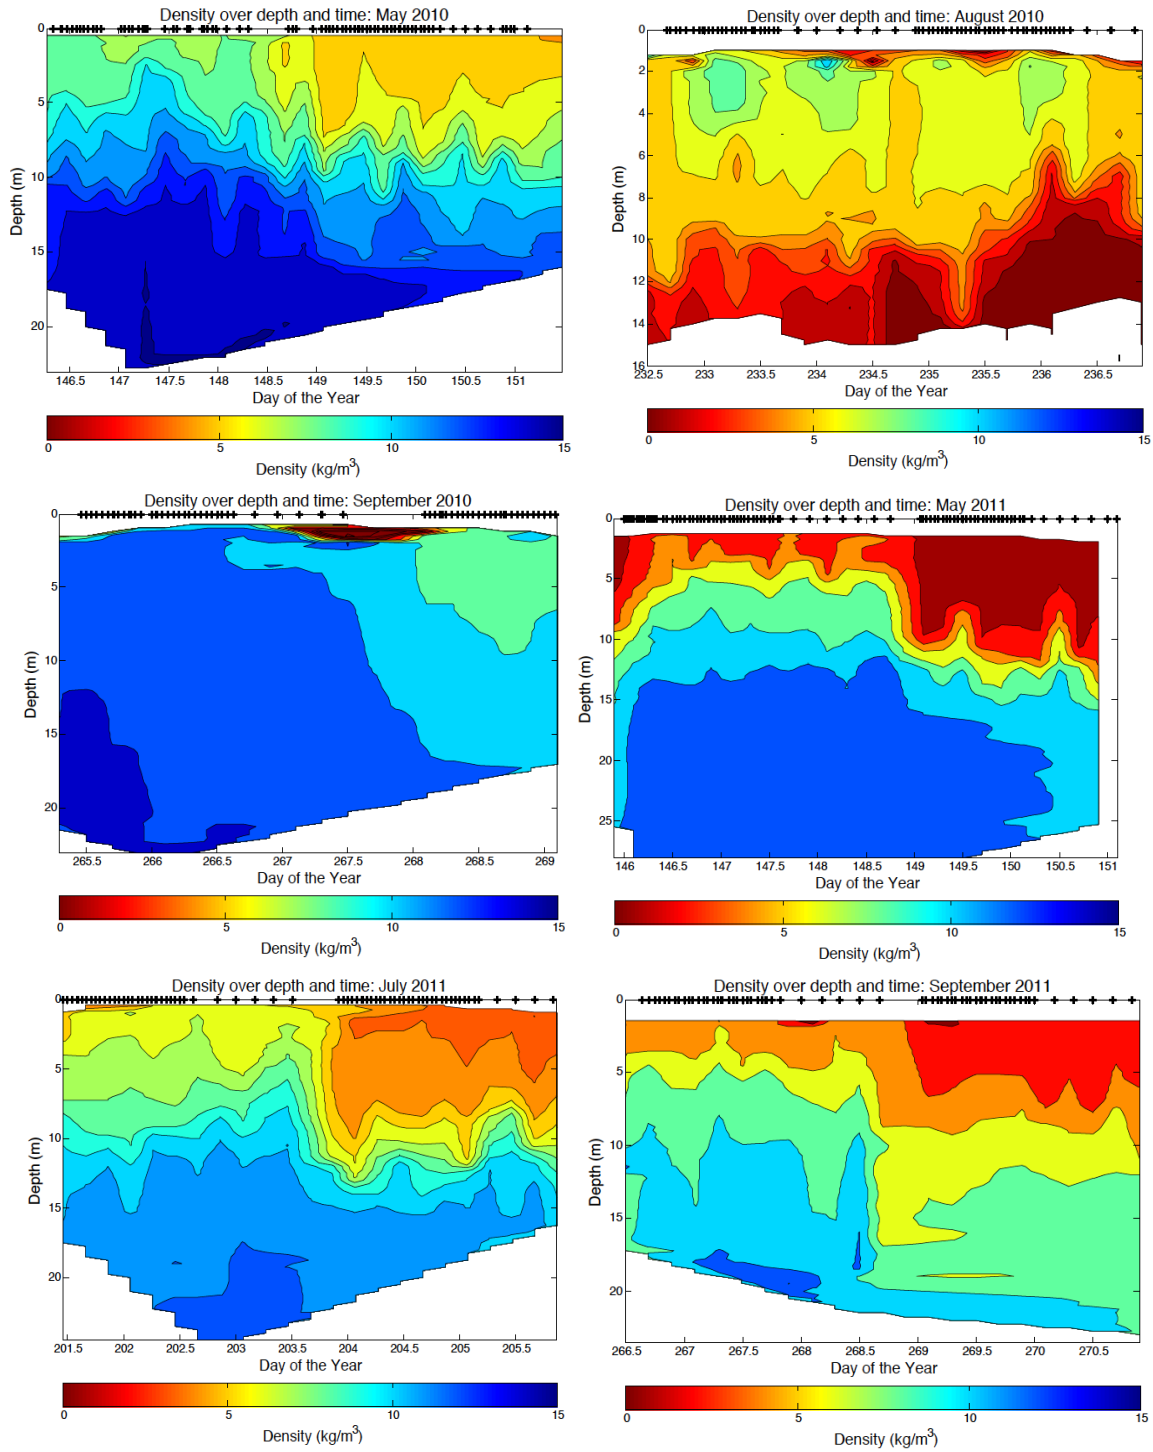 Density over depth and time: May 2010
0
5
10
15
20
Depth (m)
146.5 147 147.5 148 148.5 149 149.5 150 150.5 151
Day of the Year
0 5 10 15
Density (kg/m3)
Density over depth and time: August 2010
0
2
4
6
8
10
12
14
16
Depth (m)
232.5 233 233.5 234 234.5 235 235.5 236 236.5
Day of the Year
0 5 10 15
Density (kg/m3)
Density over depth and time: September 2010
0
5
10
15
20
Depth (m)
265.5 266 266.5 267 267.5 268 268.5 269
Day of the Year
0 5 10 15
Density (kg/m3)
Density over depth and time: May 2011
0
5
10
15
20
25
Depth (m)
146 146.5 147 147.5 148 148.5 149 149.5 150 150.5 151
Day of the Year
0 5 10 15
Density (kg/m3)
Density over depth and time: July 2011
0
5
10
15
20
Depth (m)
201.5 202 202.5 203 203.5 204 204.5 205 205.5
Day of the Year
0 5 10 15
Density (kg/m3)
Density over depth and time: September 2011
0
5
10
15
20
Depth (m)
266.5 267 267.5 268 268.5 269 269.5 270 270.5
Day of the Year
0 5 10 15
Density (kg/m3)